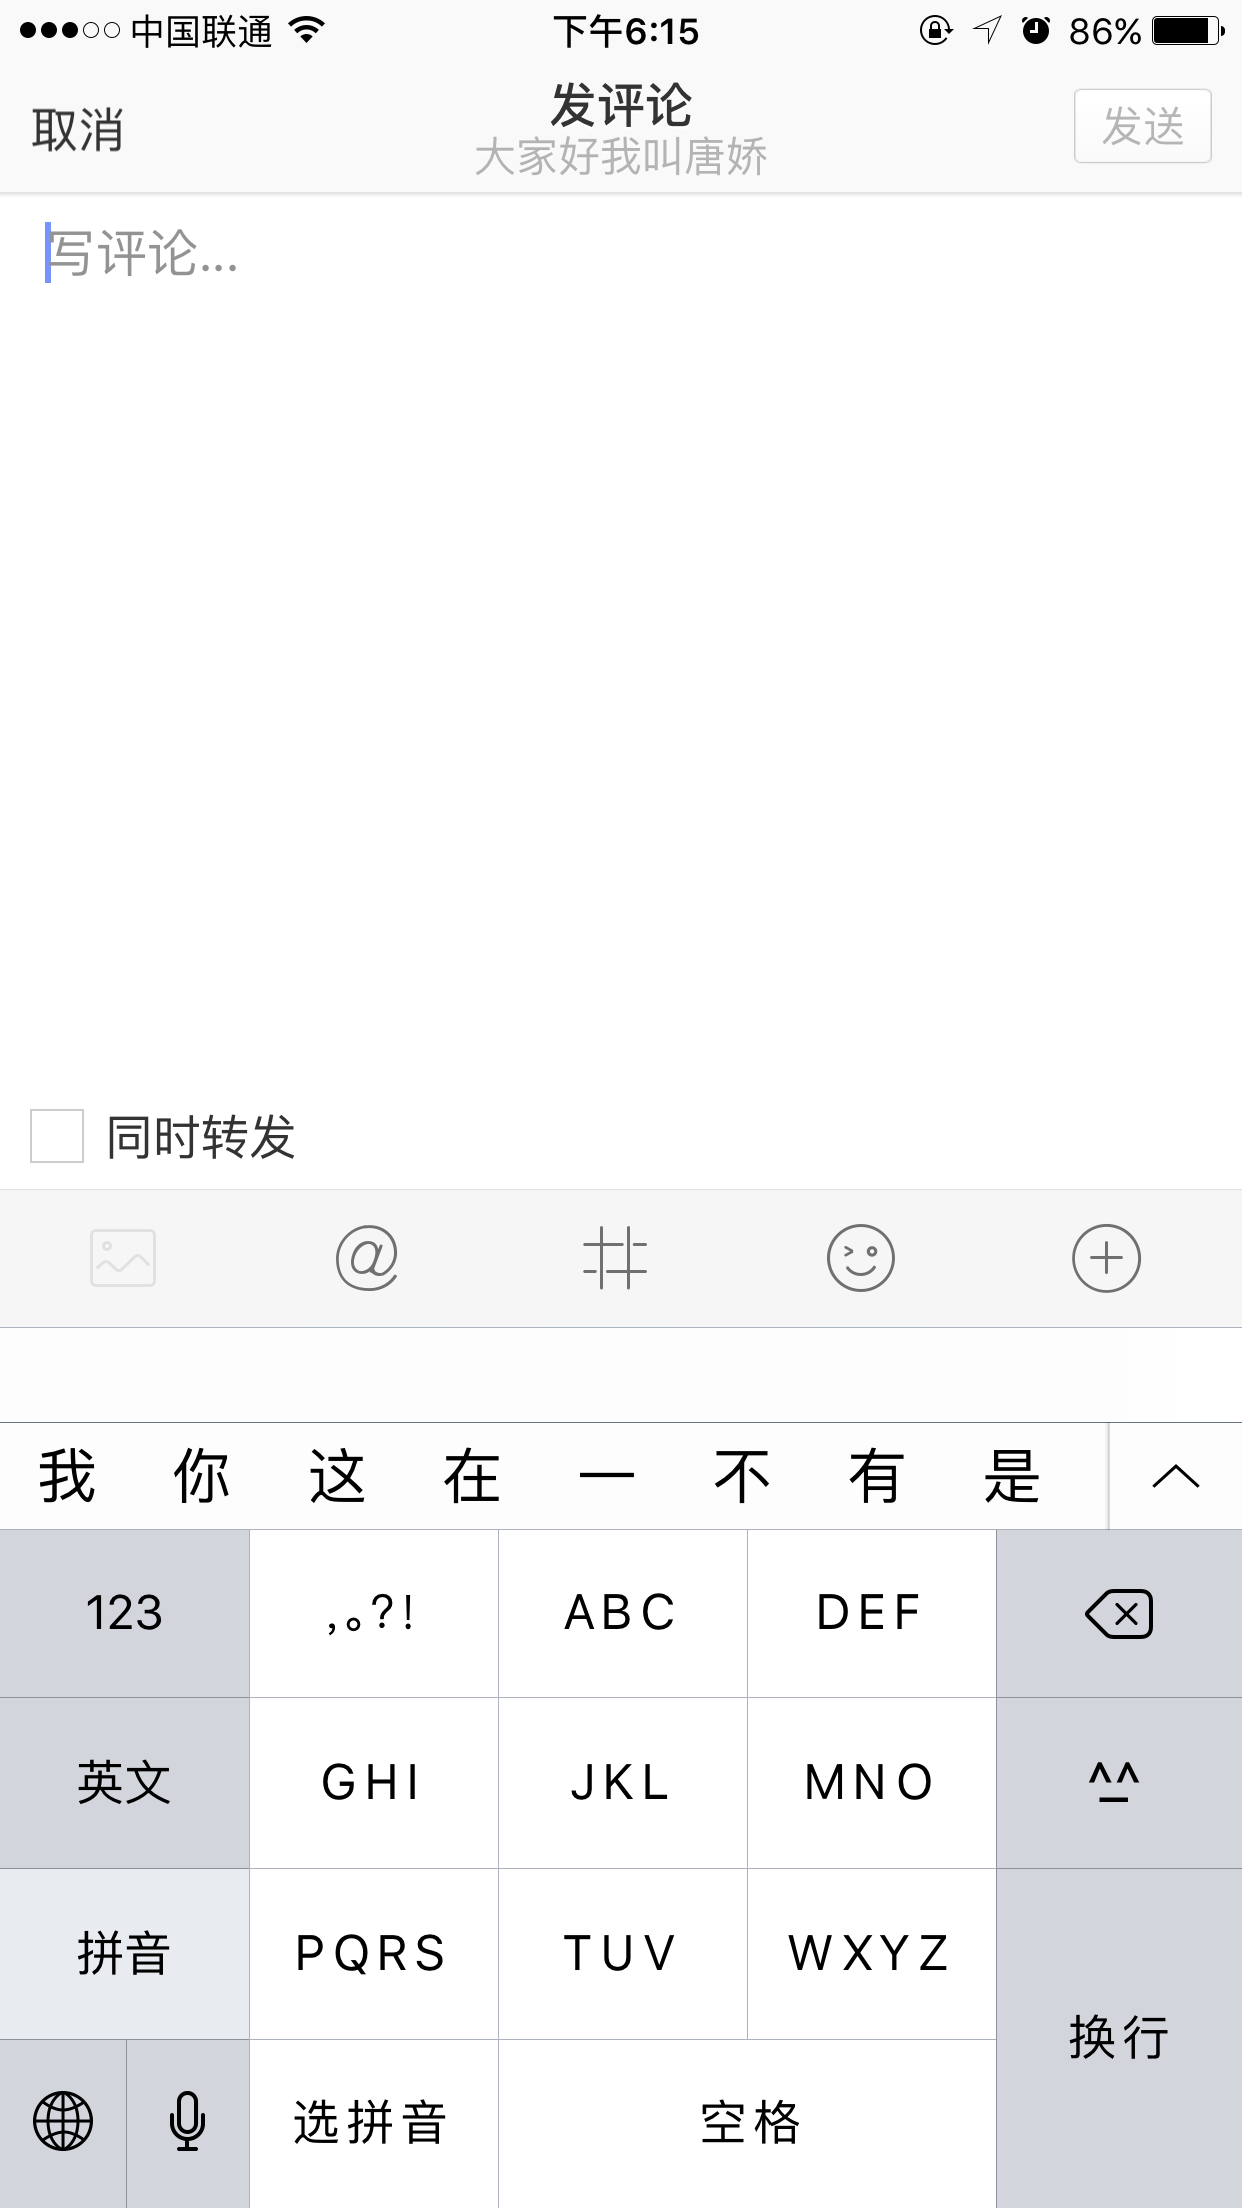 中国联通 下午6:15 86%
取消 发评论 发送
大家好我叫唐娇
写评论...
同时转发
我 你 这 在 一 不 有 是
123 ,。?! ABC DEF
英文 GHI JKL MNO ^^
拼音 PQRS TUV WXYZ
换行
选拼音 空格